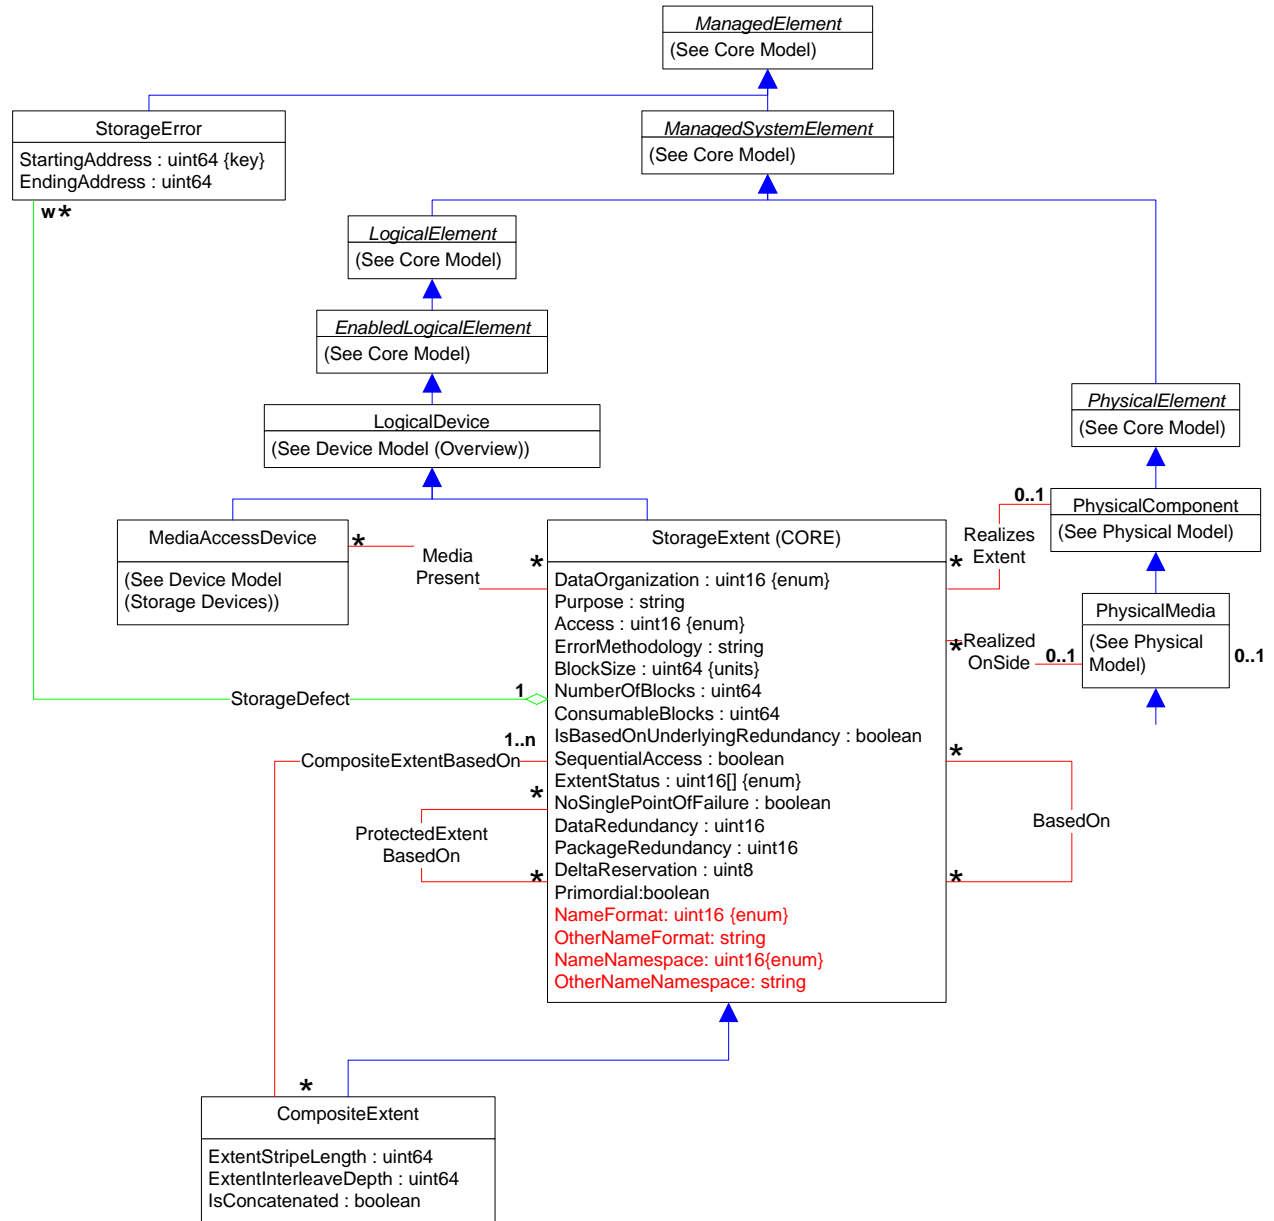 ManagedElement
(See Core Model)
StorageError
StartingAddress : uint64 {key}
EndingAddress : uint64
ManagedSystemElement
(See Core Model)
w*
LogicalElement
(See Core Model)
EnabledLogicalElement
(See Core Model)
LogicalDevice
(See Device Model (Overview))
PhysicalElement
(See Core Model)
MediaAccessDevice
(See Device Model
(Storage Devices))
*
Media
Present
*
StorageExtent (CORE)
DataOrganization : uint16 {enum}
Purpose : string
Access : uint16 {enum}
ErrorMethodology : string
BlockSize : uint64 {units}
NumberOfBlocks : uint64
ConsumableBlocks : uint64
IsBasedOnUnderlyingRedundancy : boolean
SequentialAccess : boolean
ExtentStatus : uint16[] {enum}
NoSinglePointOfFailure : boolean
DataRedundancy : uint16
PackageRedundancy : uint16
DeltaReservation : uint8
Primordial:boolean
NameFormat: uint16 {enum}
OtherNameFormat: string
NameNamespace: uint16{enum}
OtherNameNamespace: string
0..1
Realizes
Extent
*
PhysicalComponent
(See Physical Model)
*
Realized
OnSide
0..1
PhysicalMedia
(See Physical
Model)
0..1
StorageDefect
1
1..n
CompositeExtentBasedOn
*
ProtectedExtent
BasedOn
*
*
BasedOn
*
*
CompositeExtent
ExtentStripeLength : uint64
ExtentInterleaveDepth : uint64
IsConcatenated : boolean